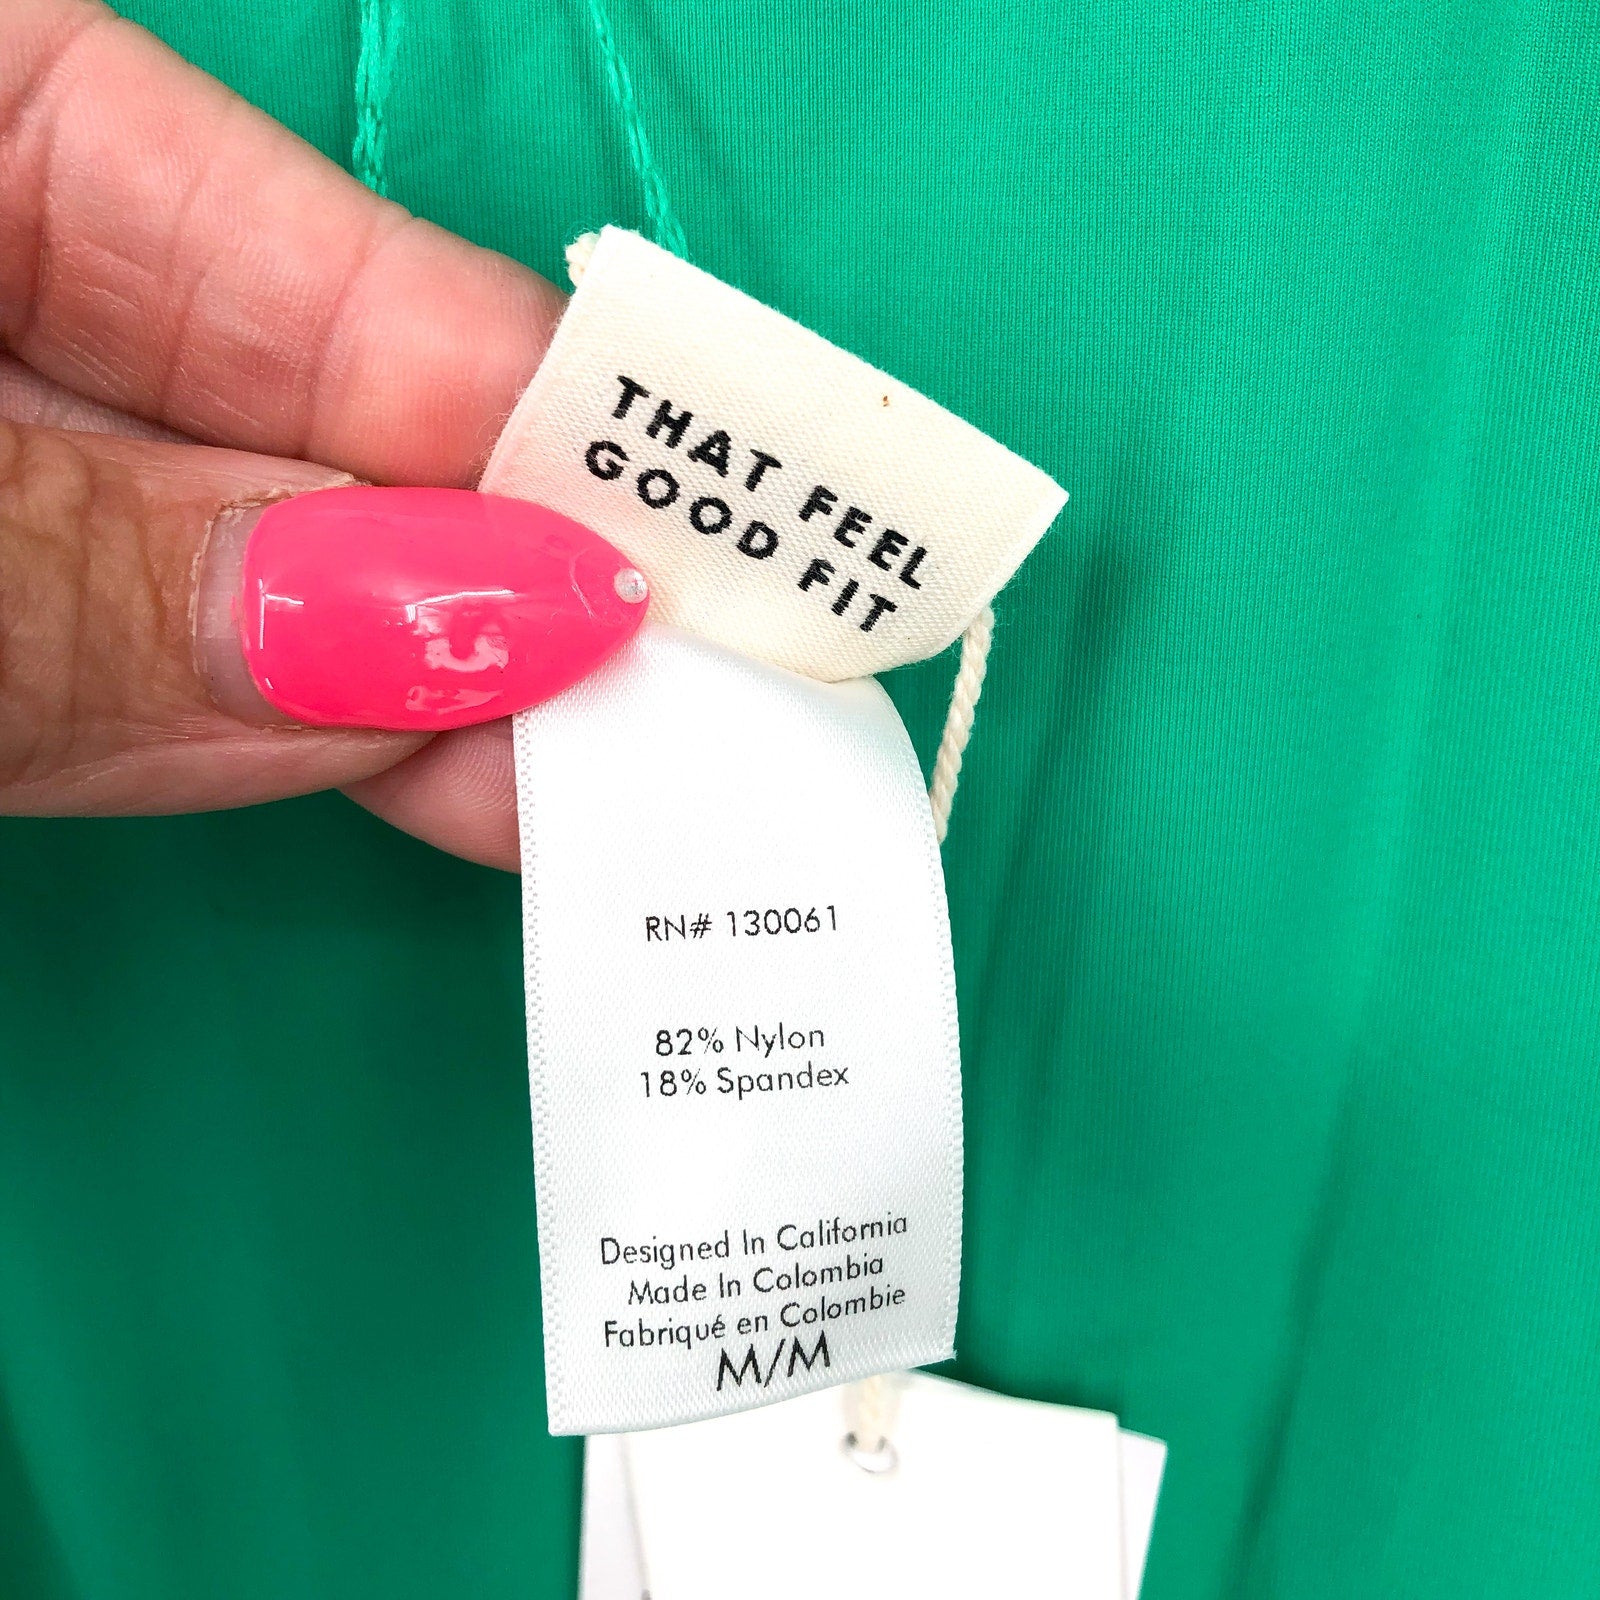 THAT FEEL
GOOD FIT
RN# 130061
82% Nylon
18% Spandex
Designed In California
Made In Colombia
Fabriqué en Colombie
M/M